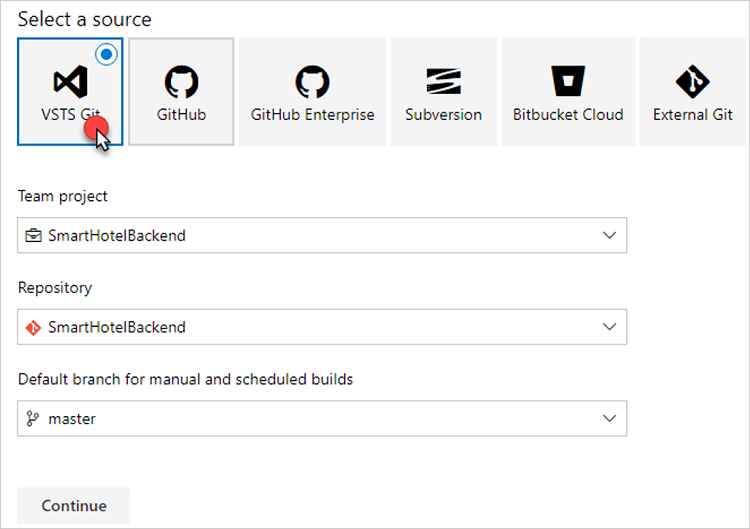 Select a source
VSTS Git
GitHub
GitHub Enterprise
Subversion
Bitbucket Cloud
External Git
Team project
SmartHotelBackend
Repository
SmartHotelBackend
Default branch for manual and scheduled builds
master
Continue